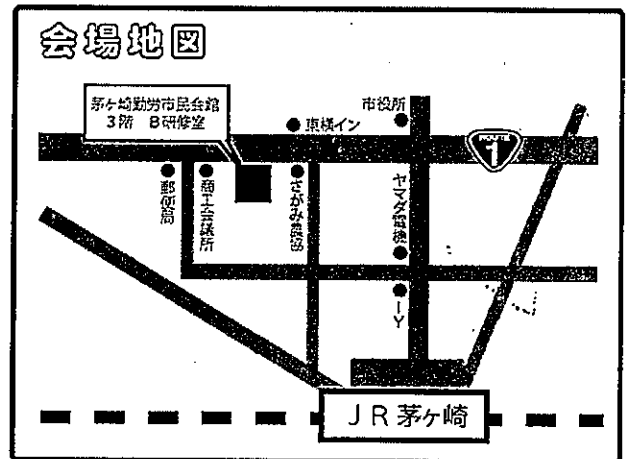 会場地図
茅ヶ崎勤労市民会館
3階 B研修室
市役所
東横イン
ROUTE
1
郵便局
商工会議所
さがみ農協
ヤマダ電機
IY
JR茅ヶ崎